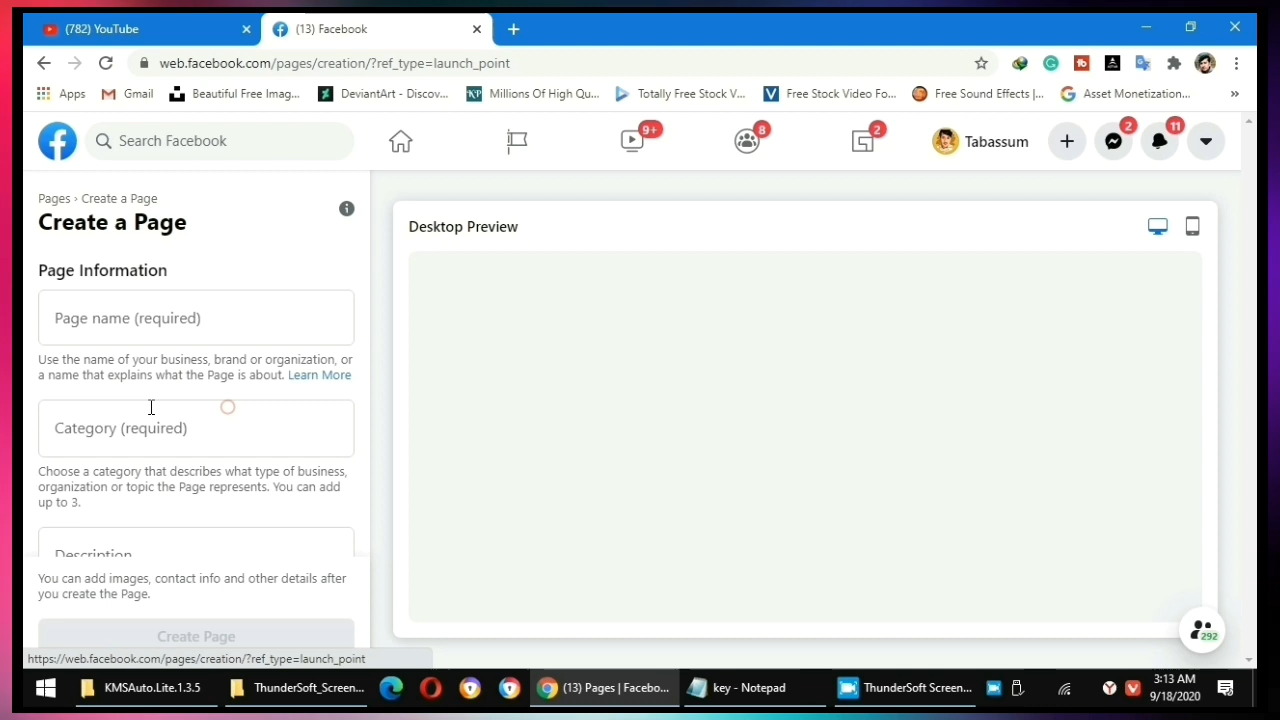 (782) YouTube
(13) Facebook
web.facebook.com/pages/creation/?ref_type=launch_point
Apps
Gmail
Beautiful Free Imag...
DeviantArt - Discov...
Millions Of High Qu...
Totally Free Stock V...
Free Stock Video Fo...
Free Sound Effects |...
Asset Monetization...
»
Search Facebook
9+
8
2
Tabassum
2
11
Pages › Create a Page
Create a Page
Page Information
Page name (required)
Use the name of your business, brand or organization, or
a name that explains what the Page is about. Learn More
Category (required)
Choose a category that describes what type of business,
organization or topic the Page represents. You can add
up to 3.
Description
You can add images, contact info and other details after
you create the Page.
Create Page
Desktop Preview
292
https://web.facebook.com/pages/creation/?ref_type=launch_point
KMSAuto.Lite.1.3.5
ThunderSoft_Screen...
(13) Pages | Facebo...
key - Notepad
ThunderSoft Screen...
3:13 AM
9/18/2020